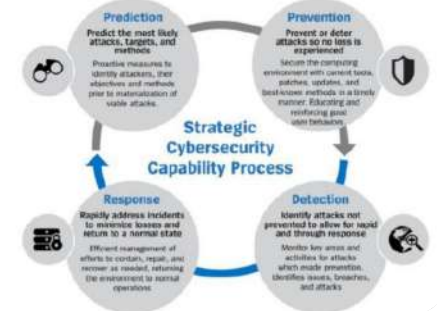 Prediction
Predict the most likely
attacks, targets, and
methods
Proactive measures to
identify attackers, their
objectives and methods
prior to materialization of
viable attacks.
Prevention
Prevent or deter
attacks so no loss is
experienced
Secure the computing
environment with current tools,
patches, updates, and
best-known methods in a timely
manner. Educating and
reinforcing good
user behaviors.
Strategic
Cybersecurity
Capability Process
Response
Rapidly address incidents
to minimize losses and
return to a normal state
Efficient management of
efforts to contain, repair, and
recover as needed, returning
the environment to normal
operations
Detection
Identify attacks not
prevented to allow for rapid
and through response
Monitor key areas and
activities for attacks
which made prevention.
Identifies issues, breaches,
and attacks